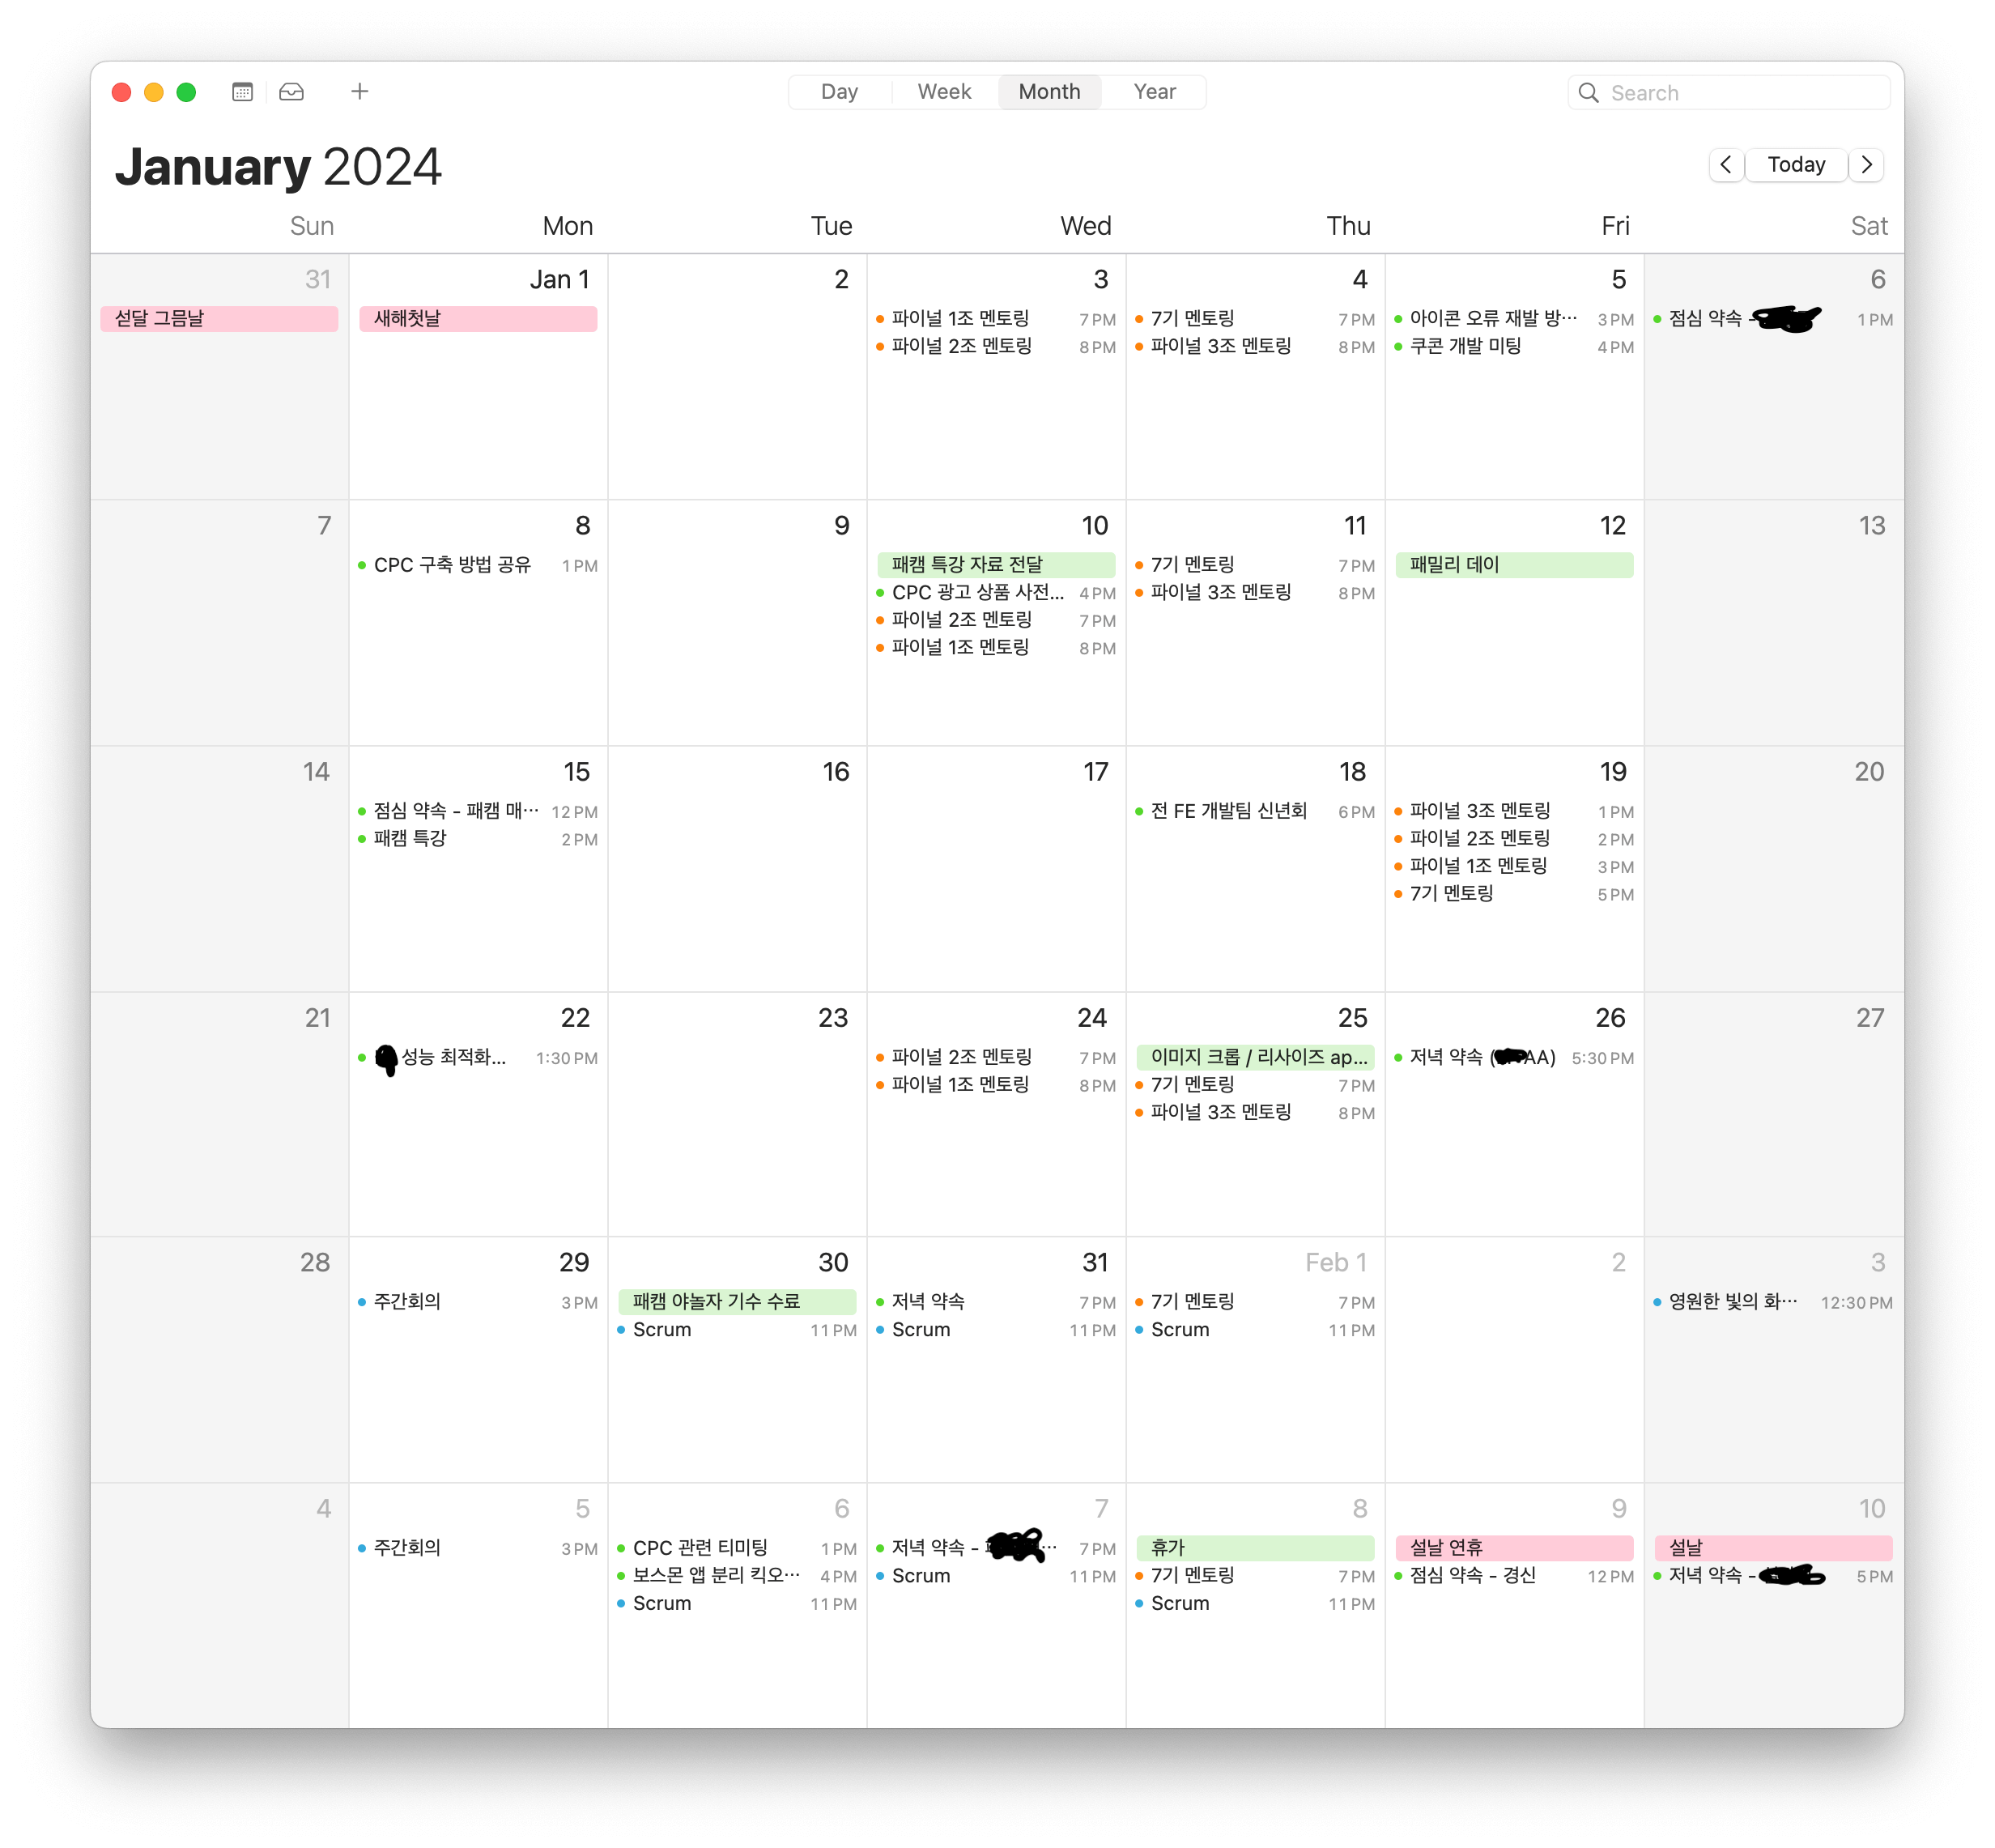 Day Week Month Year
Search
January 2024
Today
Sun Mon Tue Wed Thu Fri Sat
31
섣달 그믐날
Jan 1
새해첫날
2
3
파이널 1조 멘토링 7 PM
파이널 2조 멘토링 8 PM
4
7기 멘토링 7 PM
파이널 3조 멘토링 8 PM
5
아이콘 오류 재발 방… 3 PM
쿠콘 개발 미팅 4 PM
6
점심 약속 - 1 PM
7
8
CPC 구축 방법 공유 1 PM
9
10
패캠 특강 자료 전달
CPC 광고 상품 사전... 4 PM
파이널 2조 멘토링 7 PM
파이널 1조 멘토링 8 PM
11
7기 멘토링 7 PM
파이널 3조 멘토링 8 PM
12
패밀리 데이
13
14
15
점심 약속 - 패캠 매… 12 PM
패캠 특강 2 PM
16
17
18
전 FE 개발팀 신년회 6 PM
19
파이널 3조 멘토링 1 PM
파이널 2조 멘토링 2 PM
파이널 1조 멘토링 3 PM
7기 멘토링 5 PM
20
21
22
성능 최적화... 1:30 PM
23
24
파이널 2조 멘토링 7 PM
파이널 1조 멘토링 8 PM
25
이미지 크롭 / 리사이즈 ap...
7기 멘토링 7 PM
파이널 3조 멘토링 8 PM
26
저녁 약속 ( AA) 5:30 PM
27
28
29
주간회의 3 PM
30
패캠 야놀자 기수 수료
Scrum 11 PM
31
저녁 약속 7 PM
Scrum 11 PM
Feb 1
7기 멘토링 7 PM
Scrum 11 PM
2
3
영원한 빛의 화… 12:30 PM
4
5
주간회의 3 PM
6
CPC 관련 티미팅 1 PM
보스몬 앱 분리 킥오… 4 PM
Scrum 11 PM
7
저녁 약속 - … 7 PM
Scrum 11 PM
8
휴가
7기 멘토링 7 PM
Scrum 11 PM
9
설날 연휴
점심 약속 - 경신 12 PM
10
설날
저녁 약속 - 5 PM